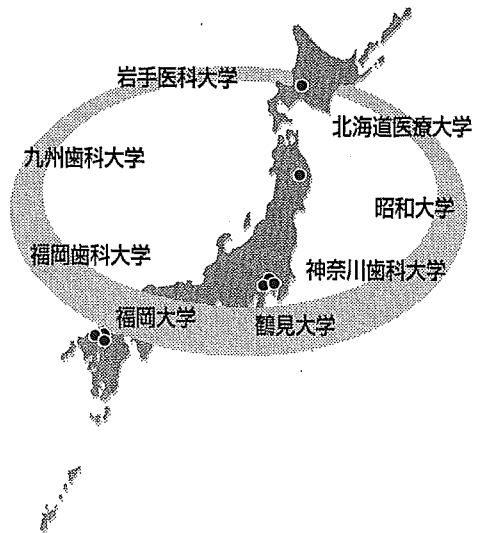 岩手医科大学
北海道医療大学
九州歯科大学
昭和大学
福岡歯科大学
神奈川歯科大学
福岡大学
鶴見大学